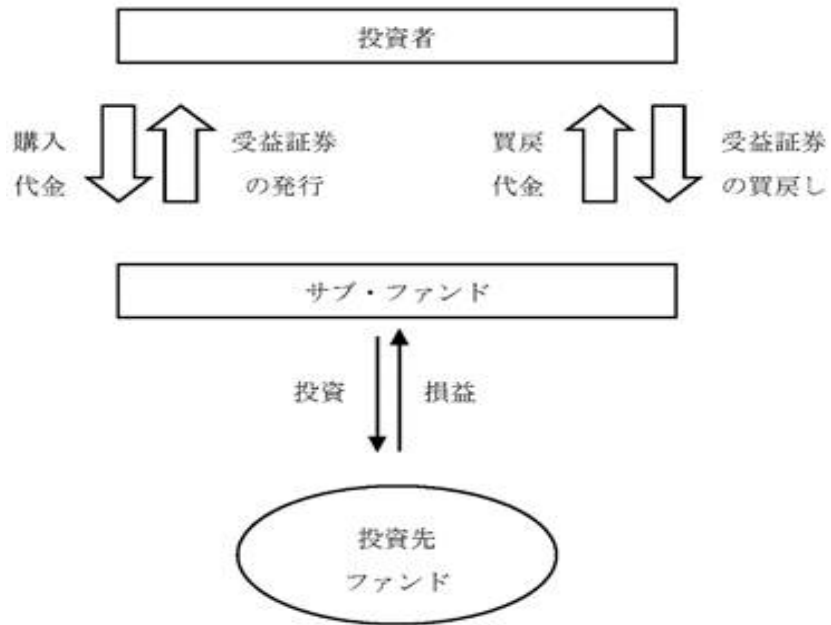 投資者
購入
代金
受益証券
の発行
買戻
代金
受益証券
の買戻し
サブ・ファンド
投資
損益
投資先
ファンド